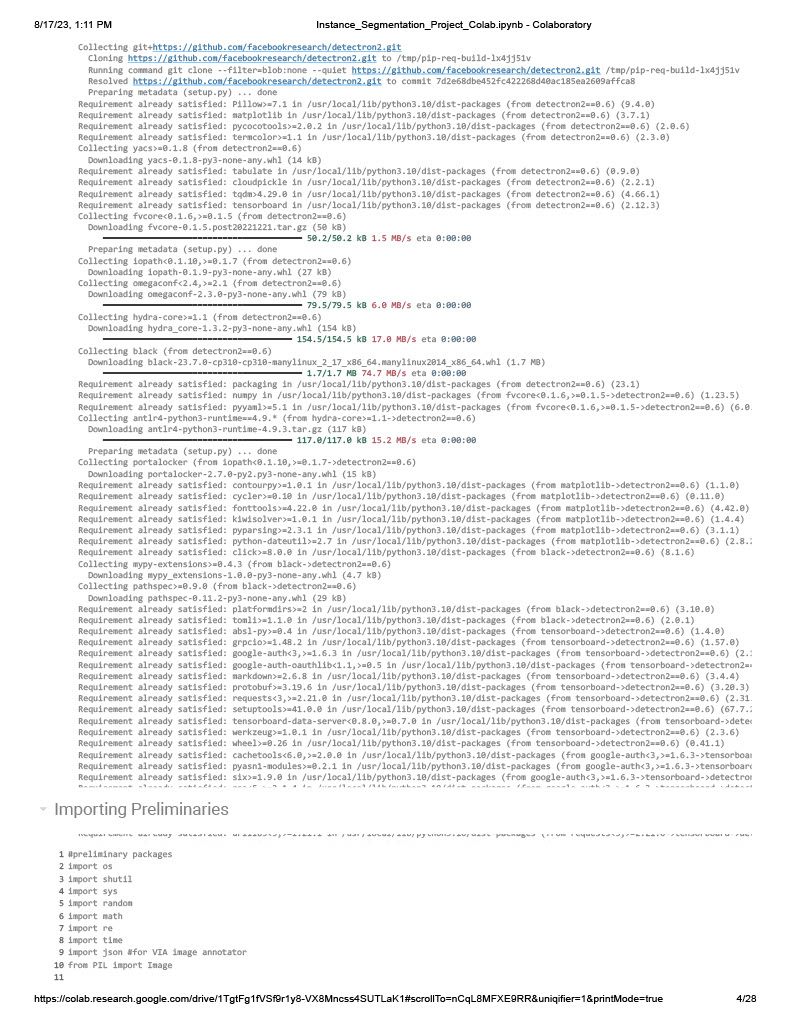 8/17/23, 1:11 PM Instance_Segmentation_Project_Colab.ipynb - Colaboratory
Collecting git+https://github.com/facebookresearch/detectron2.git
Cloning https://github.com/facebookresearch/detectron2.git to /tmp/pip-req-build-lx4jj51v
Running command git clone --filter=blob:none --quiet https://github.com/facebookresearch/detectron2.git /tmp/pip-req-build-lx4jj51v
Resolved https://github.com/facebookresearch/detectron2.git to commit 7d2e68dbe452fc422268d40ac185ea2609affca8
Preparing metadata (setup.py) ... done
Requirement already satisfied: Pillow>=7.1 in /usr/local/lib/python3.10/dist-packages (from detectron2==0.6) (9.4.0)
Requirement already satisfied: matplotlib in /usr/local/lib/python3.10/dist-packages (from detectron2==0.6) (3.7.1)
Requirement already satisfied: pycocotools>=2.0.2 in /usr/local/lib/python3.10/dist-packages (from detectron2==0.6) (2.0.6)
Requirement already satisfied: termcolor>=1.1 in /usr/local/lib/python3.10/dist-packages (from detectron2==0.6) (2.3.0)
Collecting yacs>=0.1.8 (from detectron2==0.6)
Downloading yacs-0.1.8-py3-none-any.whl (14 kB)
Requirement already satisfied: tabulate in /usr/local/lib/python3.10/dist-packages (from detectron2==0.6) (0.9.0)
Requirement already satisfied: cloudpickle in /usr/local/lib/python3.10/dist-packages (from detectron2==0.6) (2.2.1)
Requirement already satisfied: tqdm>4.29.0 in /usr/local/lib/python3.10/dist-packages (from detectron2==0.6) (4.66.1)
Requirement already satisfied: tensorboard in /usr/local/lib/python3.10/dist-packages (from detectron2==0.6) (2.12.3)
Collecting fvcore<0.1.6,>=0.1.5 (from detectron2==0.6)
Downloading fvcore-0.1.5.post20221221.tar.gz (50 kB)
50.2/50.2 kB 1.5 MB/s eta 0:00:00
Preparing metadata (setup.py) ... done
Collecting iopath<0.1.10,>=0.1.7 (from detectron2==0.6)
Downloading iopath-0.1.9-py3-none-any.whl (27 kB)
Collecting omegaconf<2.4,>=2.1 (from detectron2==0.6)
Downloading omegaconf-2.3.0-py3-none-any.whl (79 kB)
79.5/79.5 kB 6.0 MB/s eta 0:00:00
Collecting hydra-core>=1.1 (from detectron2==0.6)
Downloading hydra_core-1.3.2-py3-none-any.whl (154 kB)
154.5/154.5 kB 17.0 MB/s eta 0:00:00
Collecting black (from detectron2==0.6)
Downloading black-23.7.0-cp310-cp310-manylinux_2_17_x86_64.manylinux2014_x86_64.whl (1.7 MB)
1.7/1.7 MB 74.7 MB/s eta 0:00:00
Requirement already satisfied: packaging in /usr/local/lib/python3.10/dist-packages (from detectron2==0.6) (23.1)
Requirement already satisfied: numpy in /usr/local/lib/python3.10/dist-packages (from fvcore<0.1.6,>=0.1.5->detectron2==0.6) (1.23.5)
Requirement already satisfied: pyyaml>=5.1 in /usr/local/lib/python3.10/dist-packages (from fvcore<0.1.6,>=0.1.5->detectron2==0.6) (6.0.
Collecting antlr4-python3-runtime==4.9.* (from hydra-core>=1.1->detectron2==0.6)
Downloading antlr4-python3-runtime-4.9.3.tar.gz (117 kB)
117.0/117.0 kB 15.2 MB/s eta 0:00:00
Preparing metadata (setup.py) ... done
Collecting portalocker (from iopath<0.1.10,>=0.1.7->detectron2==0.6)
Downloading portalocker-2.7.0-py2.py3-none-any.whl (15 kB)
Requirement already satisfied: contourpy>=1.0.1 in /usr/local/lib/python3.10/dist-packages (from matplotlib->detectron2==0.6) (1.1.0)
Requirement already satisfied: cycler>=0.10 in /usr/local/lib/python3.10/dist-packages (from matplotlib->detectron2==0.6) (0.11.0)
Requirement already satisfied: fonttools>=4.22.0 in /usr/local/lib/python3.10/dist-packages (from matplotlib->detectron2==0.6) (4.42.0)
Requirement already satisfied: kiwisolver>=1.0.1 in /usr/local/lib/python3.10/dist-packages (from matplotlib->detectron2==0.6) (1.4.4)
Requirement already satisfied: pyparsing>=2.3.1 in /usr/local/lib/python3.10/dist-packages (from matplotlib->detectron2==0.6) (3.1.1)
Requirement already satisfied: python-dateutil>=2.7 in /usr/local/lib/python3.10/dist-packages (from matplotlib->detectron2==0.6) (2.8.2
Requirement already satisfied: click>=8.0.0 in /usr/local/lib/python3.10/dist-packages (from black->detectron2==0.6) (8.1.6)
Collecting mypy-extensions>=0.4.3 (from black->detectron2==0.6)
Downloading mypy_extensions-1.0.0-py3-none-any.whl (4.7 kB)
Collecting pathspec>=0.9.0 (from black->detectron2==0.6)
Downloading pathspec-0.11.2-py3-none-any.whl (29 kB)
Requirement already satisfied: platformdirs>=2 in /usr/local/lib/python3.10/dist-packages (from black->detectron2==0.6) (3.10.0)
Requirement already satisfied: tomli>=1.1.0 in /usr/local/lib/python3.10/dist-packages (from black->detectron2==0.6) (2.0.1)
Requirement already satisfied: absl-py>=0.4 in /usr/local/lib/python3.10/dist-packages (from tensorboard->detectron2==0.6) (1.4.0)
Requirement already satisfied: grpcio>=1.48.2 in /usr/local/lib/python3.10/dist-packages (from tensorboard->detectron2==0.6) (1.57.0)
Requirement already satisfied: google-auth<3,>=1.6.3 in /usr/local/lib/python3.10/dist-packages (from tensorboard->detectron2==0.6) (2.
Requirement already satisfied: google-auth-oauthlib<1.1,>=0.5 in /usr/local/lib/python3.10/dist-packages (from tensorboard->detectron2=
Requirement already satisfied: markdown>=2.6.8 in /usr/local/lib/python3.10/dist-packages (from tensorboard->detectron2==0.6) (3.4.4)
Requirement already satisfied: protobuf>=3.19.6 in /usr/local/lib/python3.10/dist-packages (from tensorboard->detectron2==0.6) (3.20.3)
Requirement already satisfied: requests<3,>=2.21.0 in /usr/local/lib/python3.10/dist-packages (from tensorboard->detectron2==0.6) (2.31.
Requirement already satisfied: setuptools>=41.0.0 in /usr/local/lib/python3.10/dist-packages (from tensorboard->detectron2==0.6) (67.7.2
Requirement already satisfied: tensorboard-data-server<0.8.0,>=0.7.0 in /usr/local/lib/python3.10/dist-packages (from tensorboard->detec
Requirement already satisfied: werkzeug>=1.0.1 in /usr/local/lib/python3.10/dist-packages (from tensorboard->detectron2==0.6) (2.3.6)
Requirement already satisfied: wheel>=0.26 in /usr/local/lib/python3.10/dist-packages (from tensorboard->detectron2==0.6) (0.41.1)
Requirement already satisfied: cachetools<6.0,>=2.0.0 in /usr/local/lib/python3.10/dist-packages (from google-auth<3,>=1.6.3->tensorboar
Requirement already satisfied: pyasn1-modules>=0.2.1 in /usr/local/lib/python3.10/dist-packages (from google-auth<3,>=1.6.3->tensorboard
Requirement already satisfied: six>=1.9.0 in /usr/local/lib/python3.10/dist-packages (from google-auth<3,>=1.6.3->tensorboard->detectron
Importing Preliminaries
1 #preliminary packages
2 import os
3 import shutil
4 import sys
5 import random
6 import math
7 import re
8 import time
9 import json #for VIA image annotator
10 from PIL import Image
11
https://colab.research.google.com/drive/1TgtFg1fVSf9r1y8-VX8Mncss4SUTLaK1#scrollTo=nCqL8MFXE9RR&uniqifier=1&printMode=true 4/28